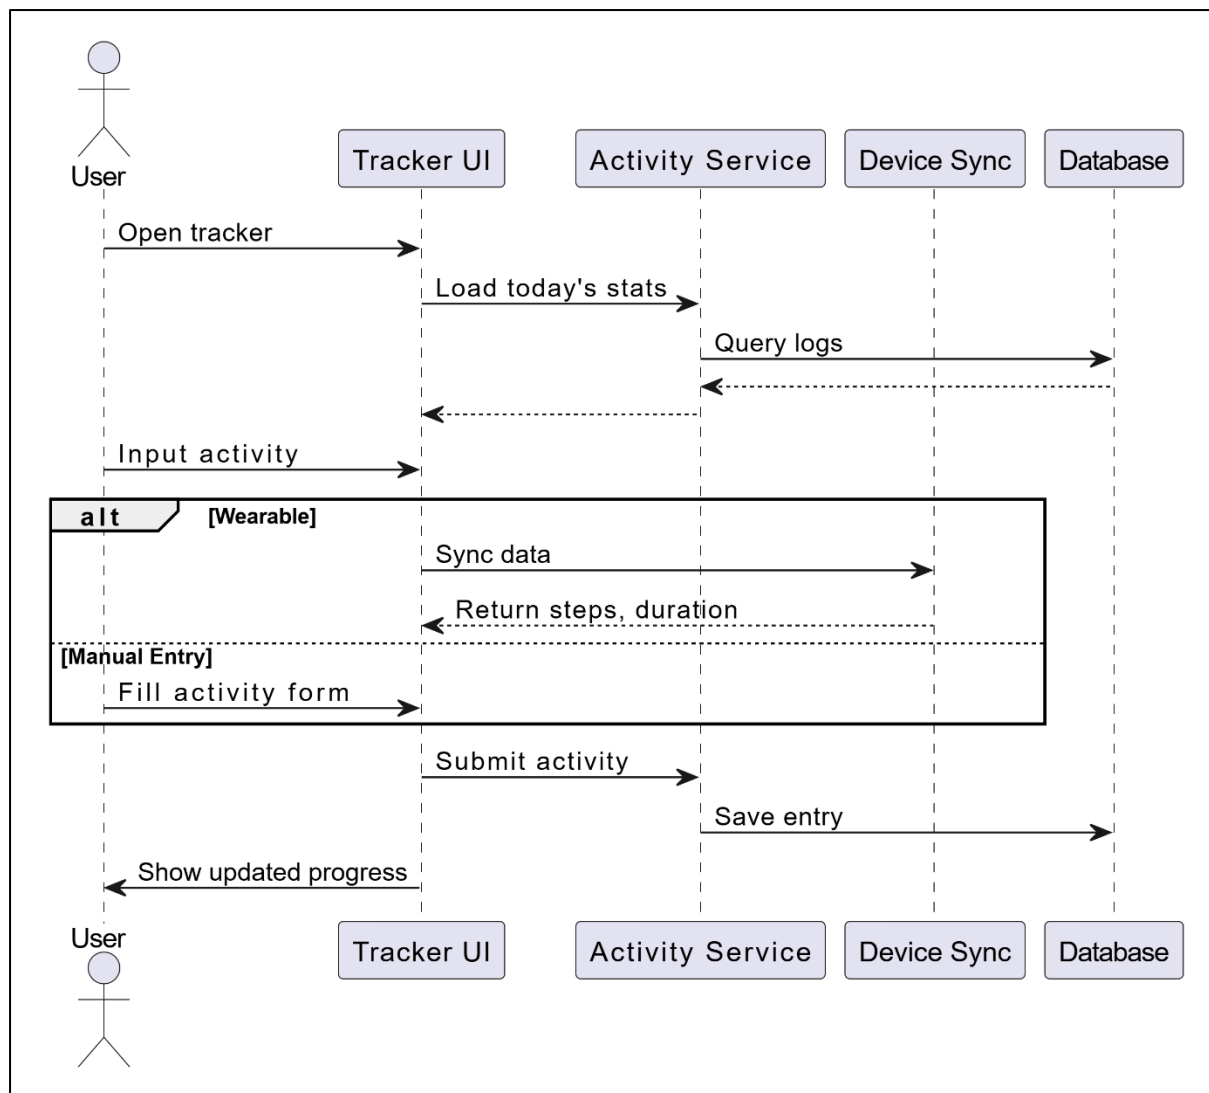 User
Tracker UI
Activity Service
Device Sync
Database
Open tracker
Load today's stats
Query logs
Input activity
alt [Wearable]
Sync data
Return steps, duration
[Manual Entry]
Fill activity form
Submit activity
Save entry
Show updated progress
User
Tracker UI
Activity Service
Device Sync
Database